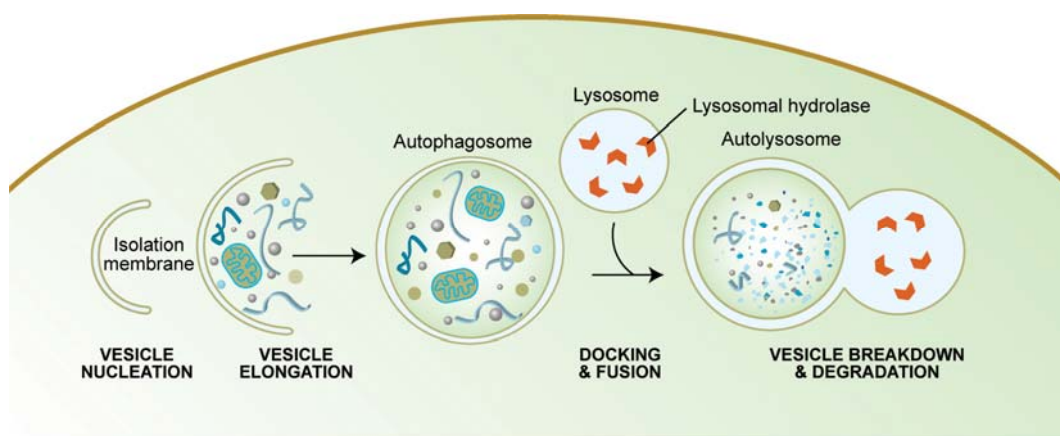 Lysosome
Lysosomal hydrolase
Autophagosome
Autolysosome
Isolation
membrane
VESICLE
NUCLEATION
VESICLE
ELONGATION
DOCKING
& FUSION
VESICLE BREAKDOWN
& DEGRADATION